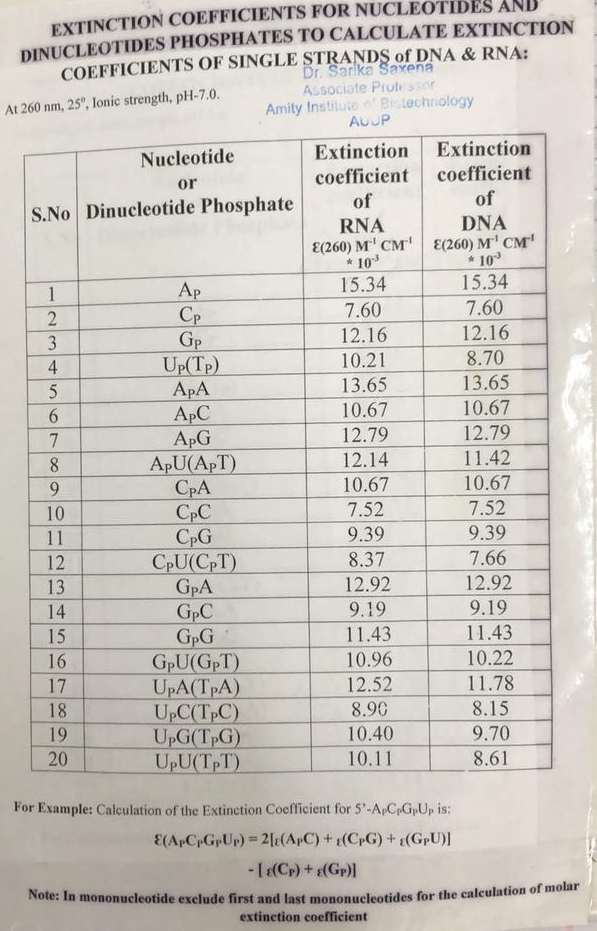 EXTINCTION COEFFICIENTS FOR NUCLEOTIDES AND
DINUCLEOTIDES PHOSPHATES TO CALCULATE EXTINCTION
COEFFICIENTS OF SINGLE STRANDS of DNA & RNA:
Dr. Sarika Saxena
Associate Professor
Amity Institute of Biotechnology
AUUP
At 260 nm, 25°, Ionic strength, pH-7.0.
S.No Nucleotide or Dinucleotide Phosphate Extinction coefficient of RNA Ɛ(260) M⁻¹ CM⁻¹ * 10⁻³ Extinction coefficient of DNA Ɛ(260) M⁻¹ CM⁻¹ * 10⁻³
1 Ap 15.34 15.34
2 Cp 7.60 7.60
3 Gp 12.16 12.16
4 Up(Tp) 10.21 8.70
5 ApA 13.65 13.65
6 ApC 10.67 10.67
7 ApG 12.79 12.79
8 ApU(ApT) 12.14 11.42
9 CpA 10.67 10.67
10 CpC 7.52 7.52
11 CpG 9.39 9.39
12 CpU(CpT) 8.37 7.66
13 GpA 12.92 12.92
14 GpC 9.19 9.19
15 GpG 11.43 11.43
16 GpU(GpT) 10.96 10.22
17 UpA(TpA) 12.52 11.78
18 UpC(TpC) 8.90 8.15
19 UpG(TpG) 10.40 9.70
20 UpU(TpT) 10.11 8.61
For Example: Calculation of the Extinction Coefficient for 5'-ApCpGpUp is:
Ɛ(ApCpGpUp) = 2[ε(ApC) + ε(CpG) + ε(GpU)]
- [ ε(Cp) + ε(Gp)]
Note: In mononucleotide exclude first and last mononucleotides for the calculation of molar
extinction coefficient